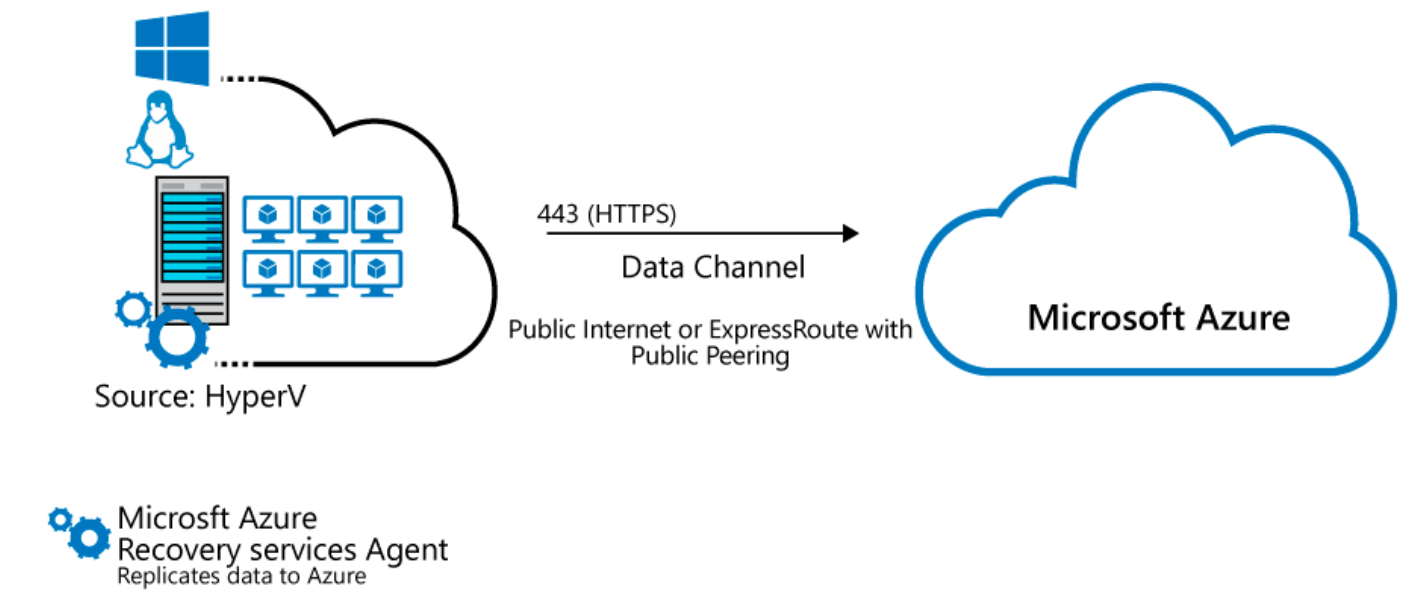 443 (HTTPS)
Data Channel
Public Internet or ExpressRoute with
Public Peering
Microsoft Azure
Source: HyperV
Microsft Azure
Recovery services Agent
Replicates data to Azure